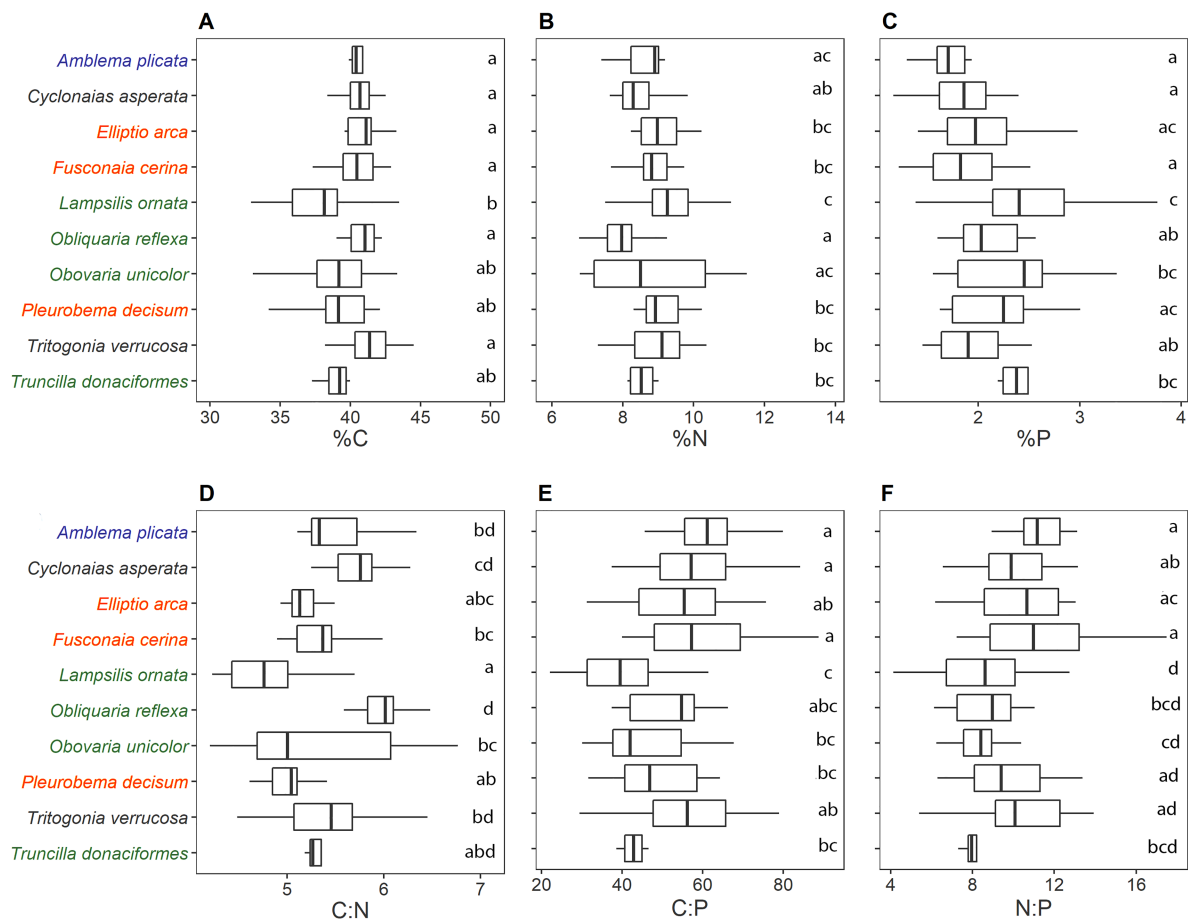 A B C
Amblema plicata a ac a
Cyclonaias asperata a ab a
Elliptio arca a bc ac
Fusconaia cerina a bc a
Lampsilis ornata b c c
Obliquaria reflexa a a ab
Obovaria unicolor ab ac bc
Pleurobema decisum ab bc ac
Tritogonia verrucosa a bc ab
Truncilla donaciformes ab bc bc
30 35 40 45 50 6 8 10 12 14 2 3 4
%C %N %P
D E F
Amblema plicata bd a a
Cyclonaias asperata cd a ab
Elliptio arca abc ab ac
Fusconaia cerina bc a a
Lampsilis ornata a c d
Obliquaria reflexa d abc bcd
Obovaria unicolor bc bc cd
Pleurobema decisum ab bc ad
Tritogonia verrucosa bd ab ad
Truncilla donaciformes abd bc bcd
5 6 7 20 40 60 80 4 8 12 16
C:N C:P N:P